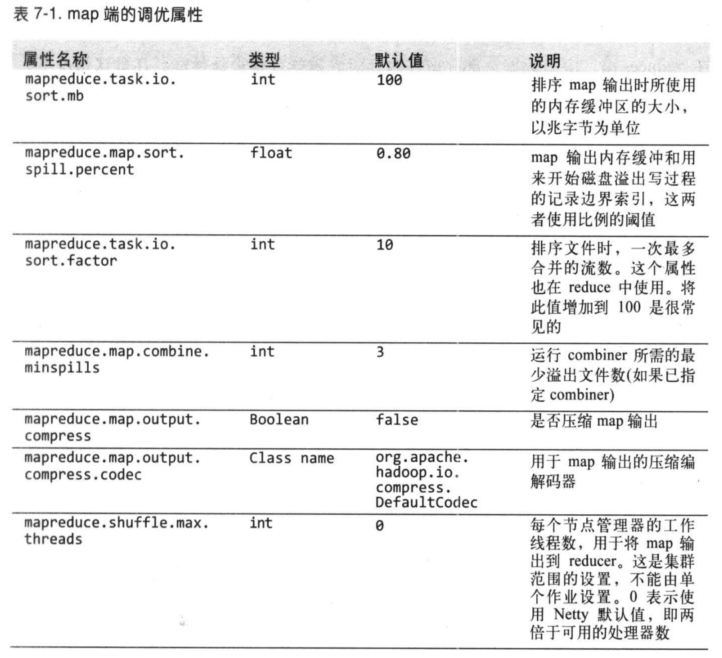 表 7-1. map 端的调优属性
属性名称 类型 默认值 说明
mapreduce.task.io. int 100 排序 map 输出时所使用
sort.mb 的内存缓冲区的大小，
以兆字节为单位
mapreduce.map.sort. float 0.80 map 输出内存缓冲和用
spill.percent 来开始磁盘溢出写过程
的记录边界索引，这两
者使用比例的阈值
mapreduce.task.io. int 10 排序文件时，一次最多
sort.factor 合并的流数。这个属性
也在 reduce 中使用。将
此值增加到 100 是很常
见的
mapreduce.map.combine. int 3 运行 combiner 所需的最
minspills 少溢出文件数(如果已指
定 combiner)
mapreduce.map.output. Boolean false 是否压缩 map 输出
compress
mapreduce.map.output. Class name org.apache. 用于 map 输出的压缩编
compress.codec hadoop.io. 解码器
compress.
DefaultCodec
mapreduce.shuffle.max. int 0 每个节点管理器的工作
threads 线程数，用于将 map 输
出到 reducer。这是集群
范围的设置，不能由单
个作业设置。0 表示使
用 Netty 默认值，即两
倍于可用的处理器数